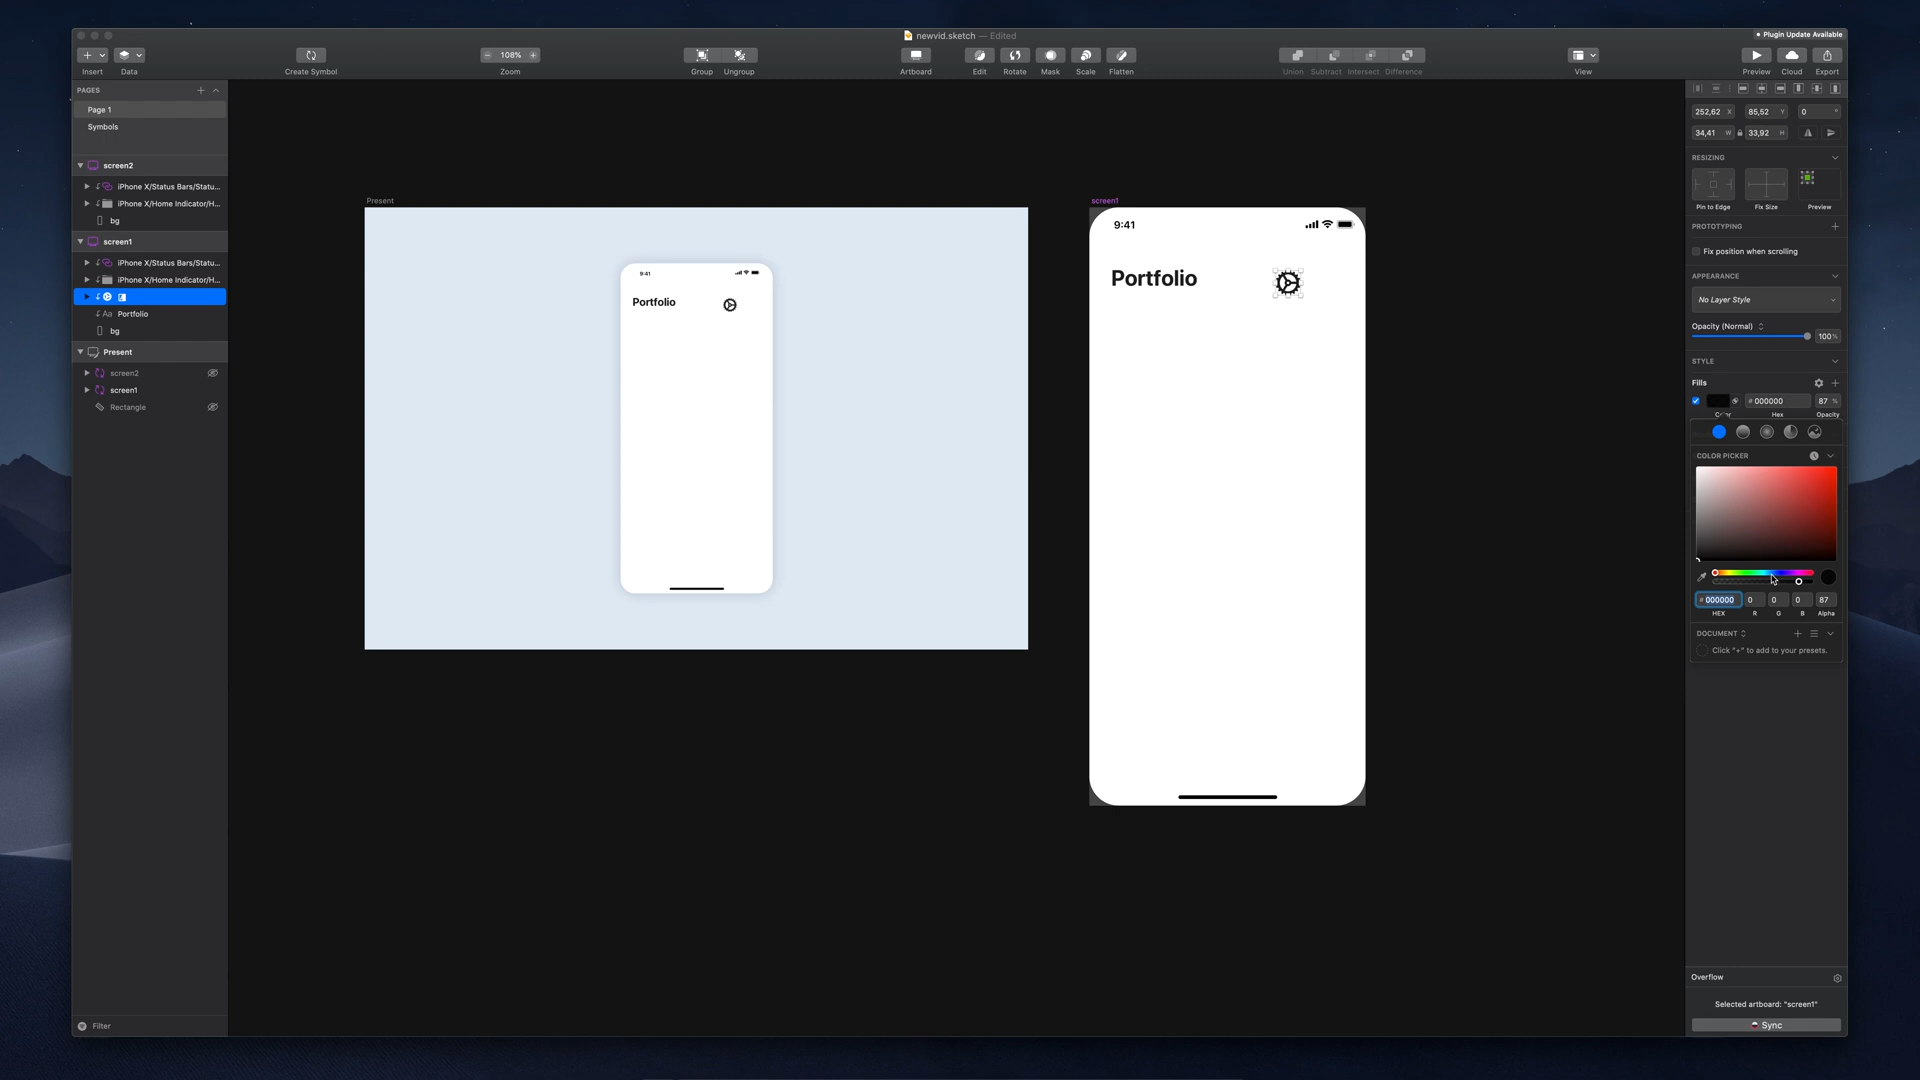 newvid.sketch — Edited
Plugin Update Available
108%
Insert
Data
Create Symbol
Zoom
Group
Ungroup
Artboard
Edit
Rotate
Mask
Scale
Flatten
Union
Subtract
Intersect
Difference
View
Preview
Cloud
Export
PAGES
Page 1
Symbols
screen2
iPhone X/Status Bars/Statu...
iPhone X/Home Indicator/H...
bg
screen1
iPhone X/Status Bars/Statu...
iPhone X/Home Indicator/H...
Aa Portfolio
bg
Present
screen2
screen1
Rectangle
Filter
Present
9:41
Portfolio
screen1
9:41
Portfolio
252,62 X
85,52 Y
0 °
34,41 W
33,92 H
RESIZING
Pin to Edge
Fix Size
Preview
PROTOTYPING
Fix position when scrolling
APPEARANCE
No Layer Style
Opacity (Normal)
100%
STYLE
Fills
# 000000
87 %
Hex
Opacity
COLOR PICKER
# 000000
0
0
0
87
HEX
R
G
B
Alpha
DOCUMENT
Click "+" to add to your presets.
Overflow
Selected artboard: "screen1"
Sync